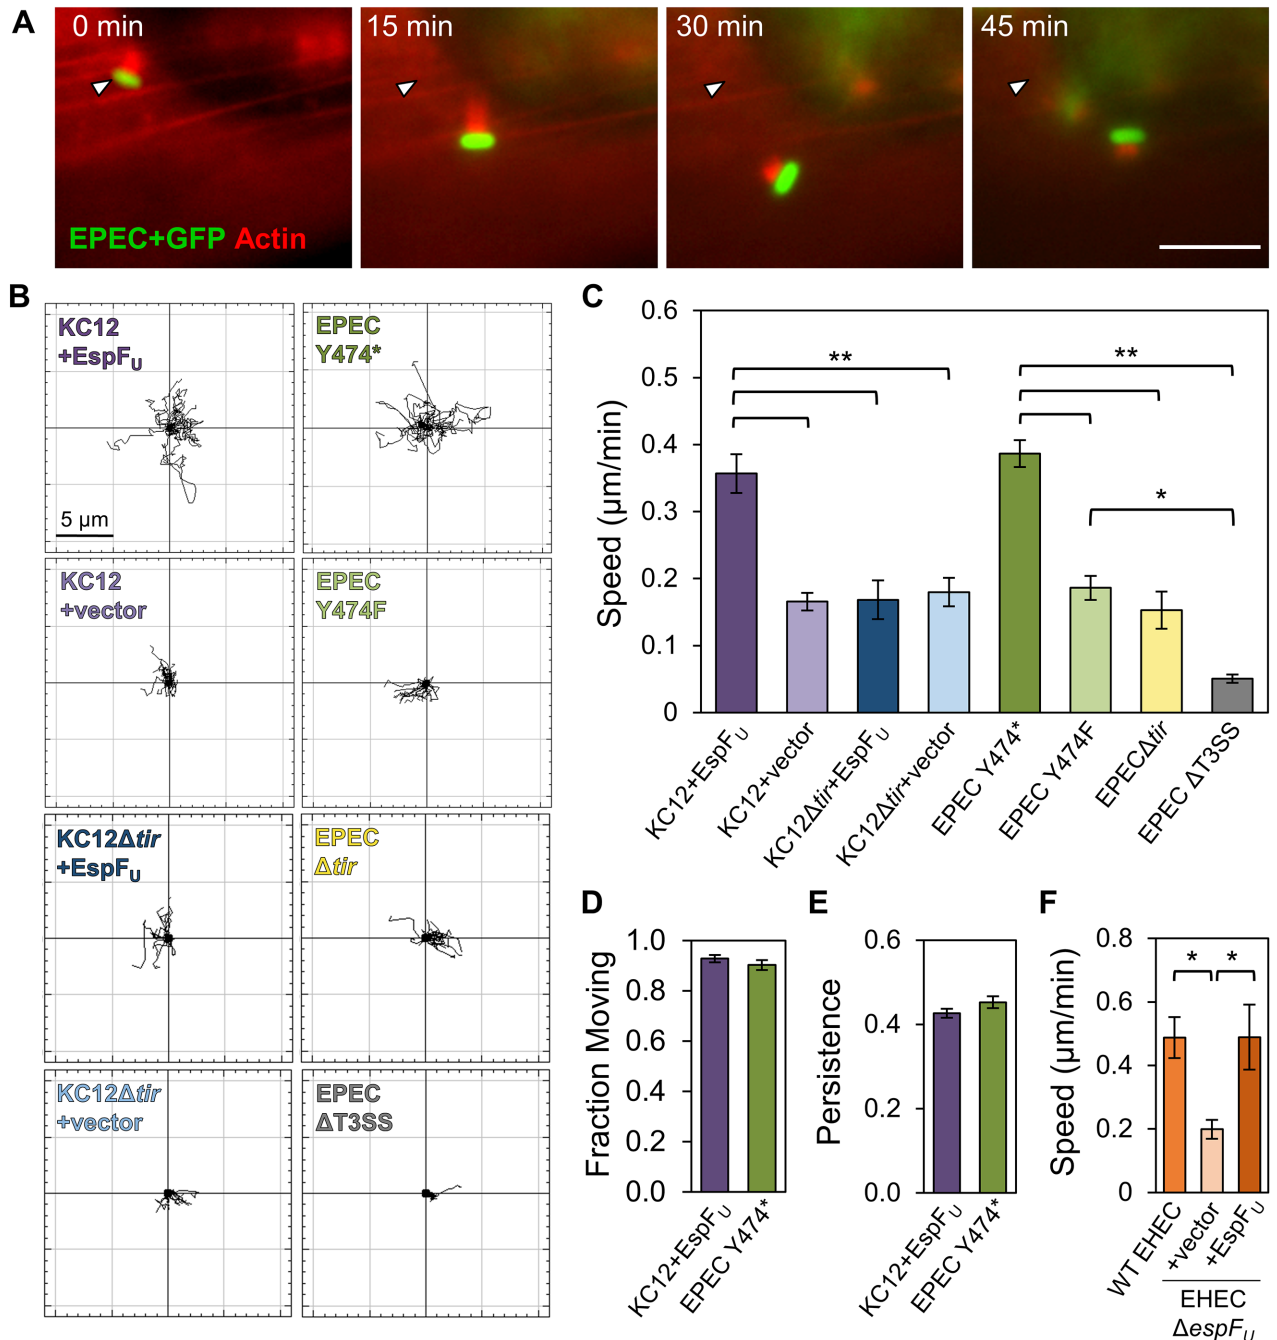 A
0 min
15 min
30 min
45 min
EPEC+GFP Actin
B
KC12
+EspFU
5 µm
EPEC
Y474*
KC12
+vector
EPEC
Y474F
KC12Δtir
+EspFU
EPEC
Δtir
KC12Δtir
+vector
EPEC
ΔT3SS
C
Speed (µm/min)
0.6
0.5
0.4
0.3
0.2
0.1
0
**
**
*
KC12+EspFU
KC12+vector
KC12Δtir+EspFU
KC12Δtir+vector
EPEC Y474*
EPEC Y474F
EPECΔtir
EPEC ΔT3SS
D
Fraction Moving
1.0
0.8
0.6
0.4
0.2
0.0
KC12+EspFU
EPEC Y474*
E
Persistence
0.6
0.4
0.2
0.0
KC12+EspFU
EPEC Y474*
F
Speed (µm/min)
0.8
0.6
0.4
0.2
0
*
*
WT EHEC
+vector
+EspFU
EHEC
ΔespFU